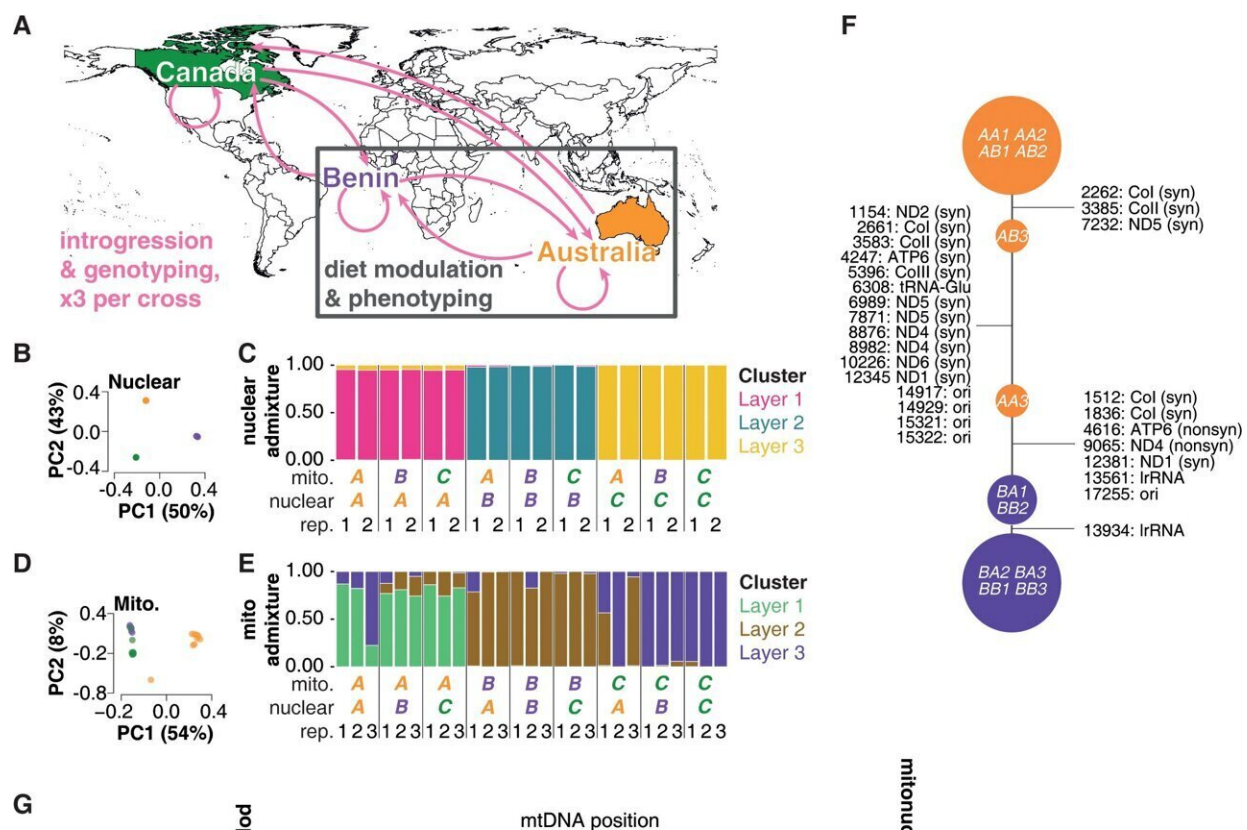 A
Canada
Benin
Australia
introgression
& genotyping,
x3 per cross
diet modulation
& phenotyping
B
Nuclear
PC2 (43%)
0.4
0.0
-0.4
0.0 0.4
PC1 (50%)
C
nuclear
admixture
1.00
0.50
0.00
Cluster
Layer 1
Layer 2
Layer 3
mito. A B C A B C A B C
nuclear A A A B B B C C C
rep. 1 2 1 2 1 2 1 2 1 2 1 2 1 2 1 2 1 2
D
Mito.
PC2 (8%)
0.4
-0.2
-0.8
-0.2 0.0 0.4
PC1 (54%)
E
mito
admixture
1.00
0.50
0.00
Cluster
Layer 1
Layer 2
Layer 3
mito. A A A B B B C C C
nuclear A B C A B C A B C
rep. 1 2 3 1 2 3 1 2 3 1 2 3 1 2 3 1 2 3 1 2 3 1 2 3 1 2 3
F
AA1 AA2
AB1 AB2
2262: CoI (syn)
3385: CoII (syn)
7232: ND5 (syn)
AB3
1154: ND2 (syn)
2661: CoI (syn)
3583: CoII (syn)
4247: ATP6 (syn)
5396: CoIII (syn)
6308: tRNA-Glu
6989: ND5 (syn)
7871: ND5 (syn)
8876: ND4 (syn)
8982: ND4 (syn)
10226: ND6 (syn)
12345 ND1 (syn)
14917: ori
14929: ori
15321: ori
15322: ori
AA3
1512: CoI (syn)
1836: CoI (syn)
4616: ATP6 (nonsyn)
9065: ND4 (nonsyn)
12381: ND1 (syn)
13561: lrRNA
17255: ori
BA1
BB2
13934: lrRNA
BA2 BA3
BB1 BB3
G
mtDNA position